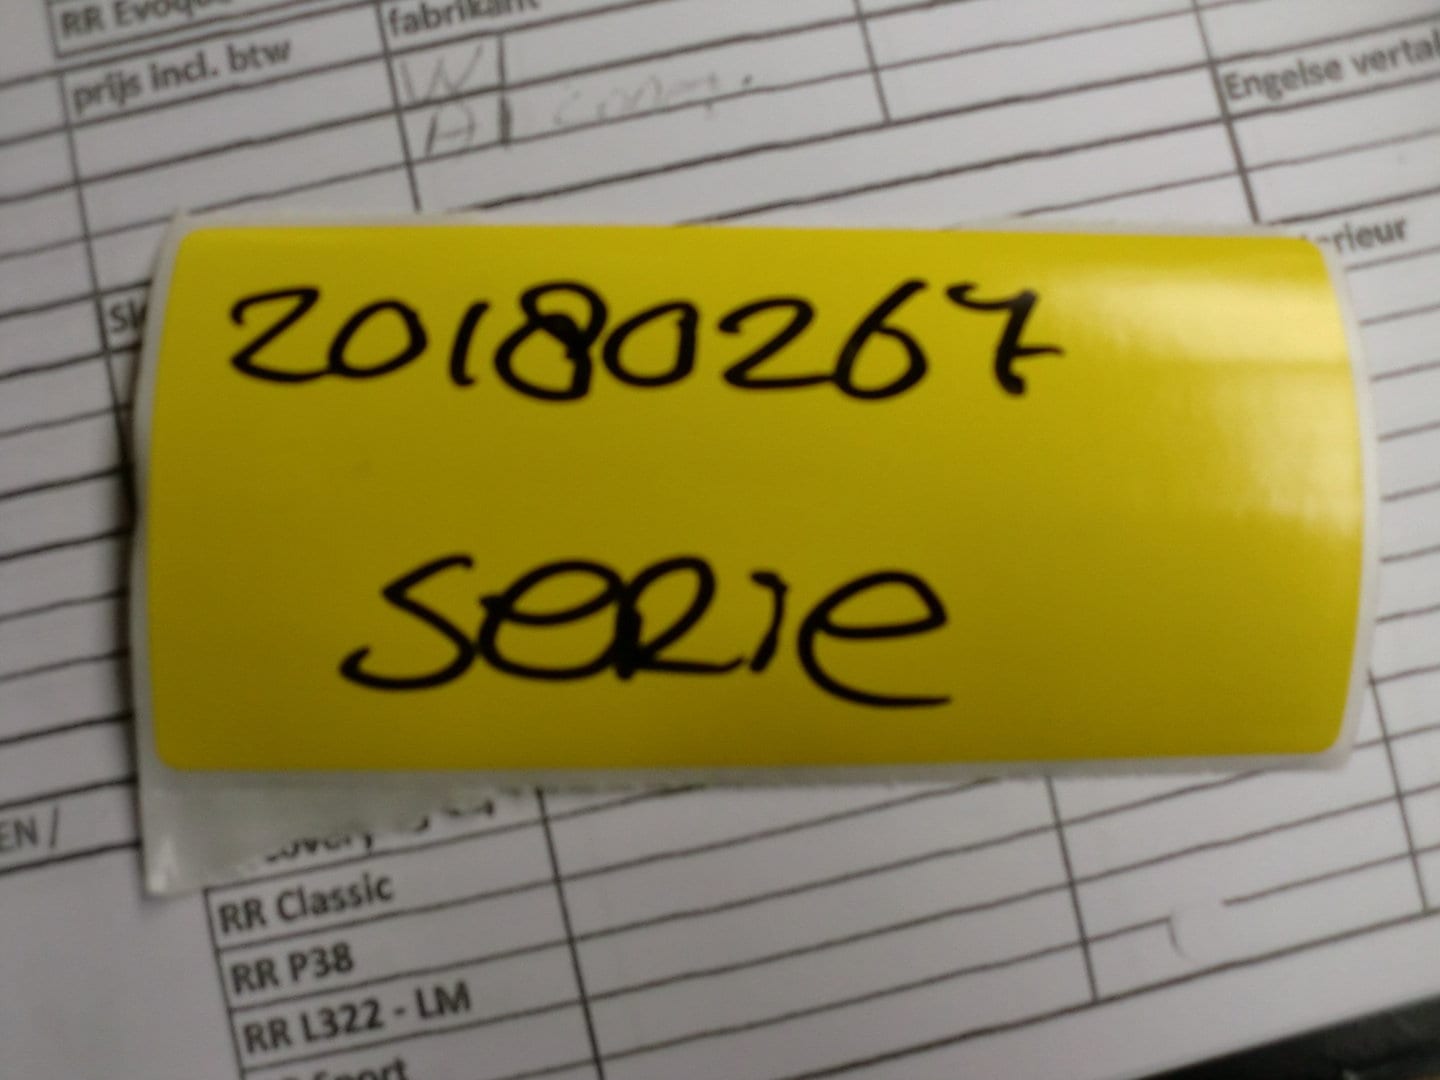 RR Evoque
fabrikant
prijs incl. btw
Engelse vertal
rieur
20180267
serie
EN /
RR Classic
RR P38
RR L322 - LM
Sport